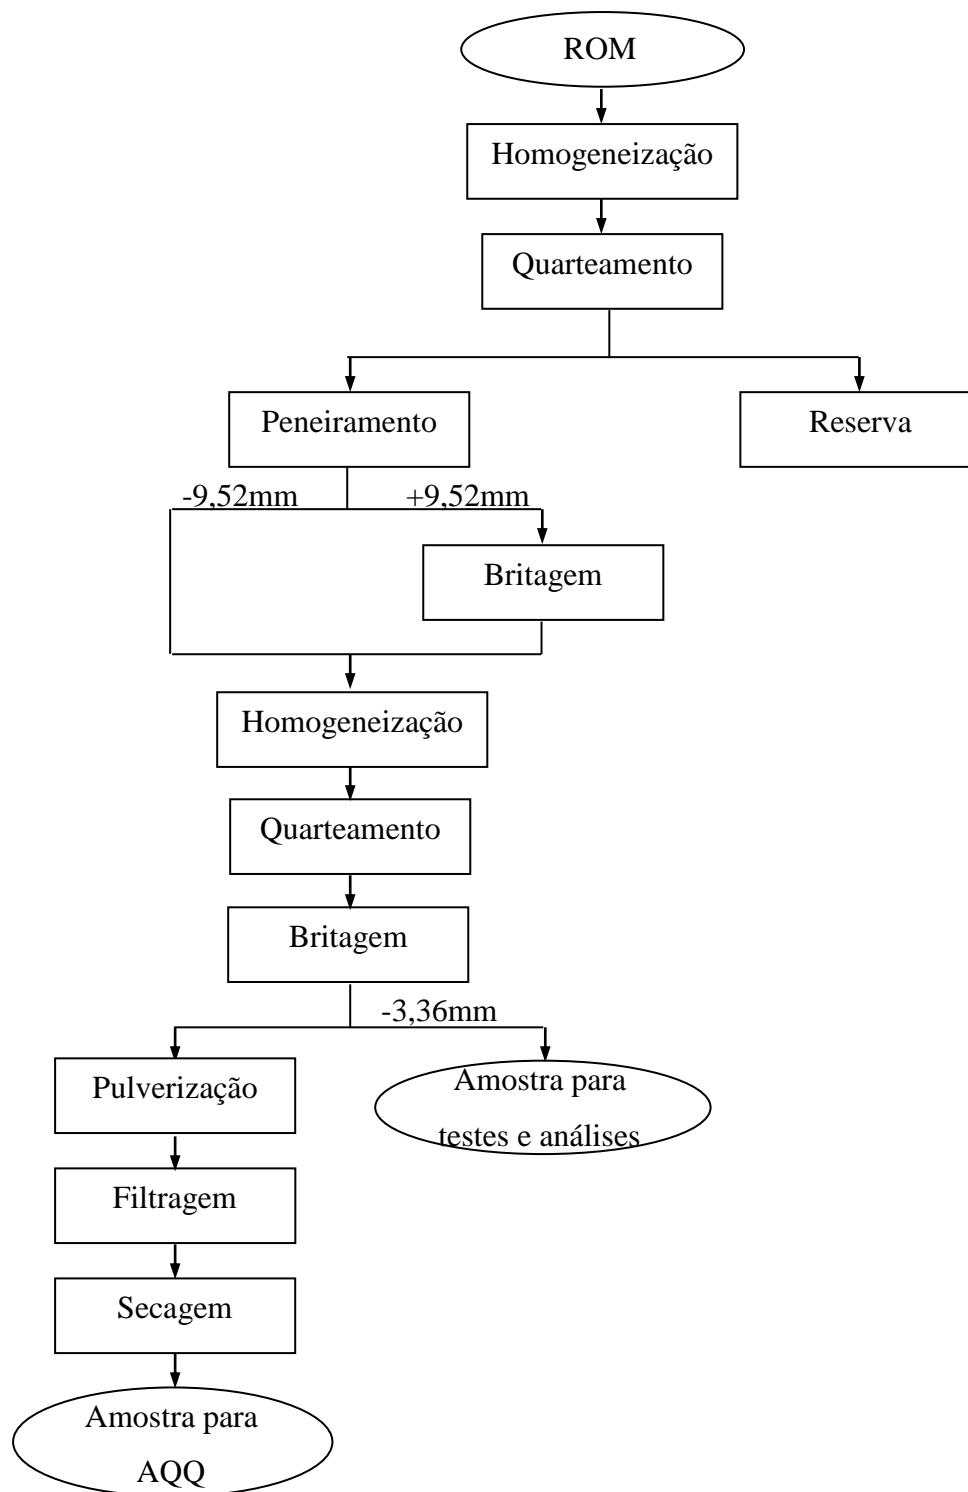 ROM
Homogeneização
Quarteamento
Peneiramento
Reserva
-9,52mm
+9,52mm
Britagem
Homogeneização
Quarteamento
Britagem
-3,36mm
Pulverização
Amostra para
testes e análises
Filtragem
Secagem
Amostra para
AQQ